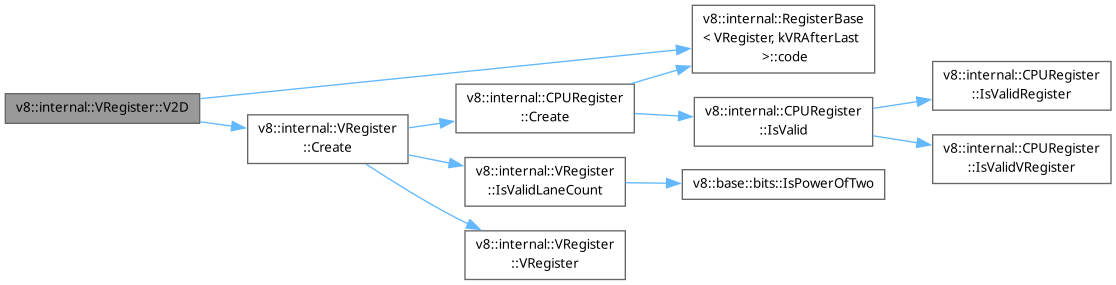 v8::internal::VRegister::V2D
v8::internal::VRegister
::Create
v8::internal::RegisterBase
< VRegister, kVRAfterLast
>::code
v8::internal::CPURegister
::Create
v8::internal::VRegister
::IsValidLaneCount
v8::internal::VRegister
::VRegister
v8::internal::CPURegister
::IsValid
v8::base::bits::IsPowerOfTwo
v8::internal::CPURegister
::IsValidRegister
v8::internal::CPURegister
::IsValidVRegister